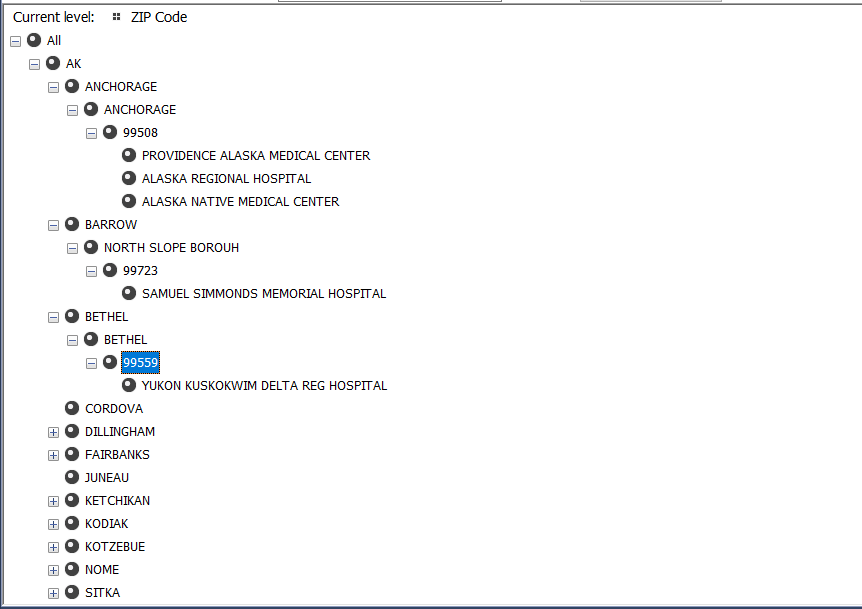 Current level: ZIP Code
All
AK
ANCHORAGE
ANCHORAGE
99508
PROVIDENCE ALASKA MEDICAL CENTER
ALASKA REGIONAL HOSPITAL
ALASKA NATIVE MEDICAL CENTER
BARROW
NORTH SLOPE BOROUH
99723
SAMUEL SIMMONDS MEMORIAL HOSPITAL
BETHEL
BETHEL
99559
YUKON KUSKOKWIM DELTA REG HOSPITAL
CORDOVA
DILLINGHAM
FAIRBANKS
JUNEAU
KETCHIKAN
KODIAK
KOTZEBUE
NOME
SITKA